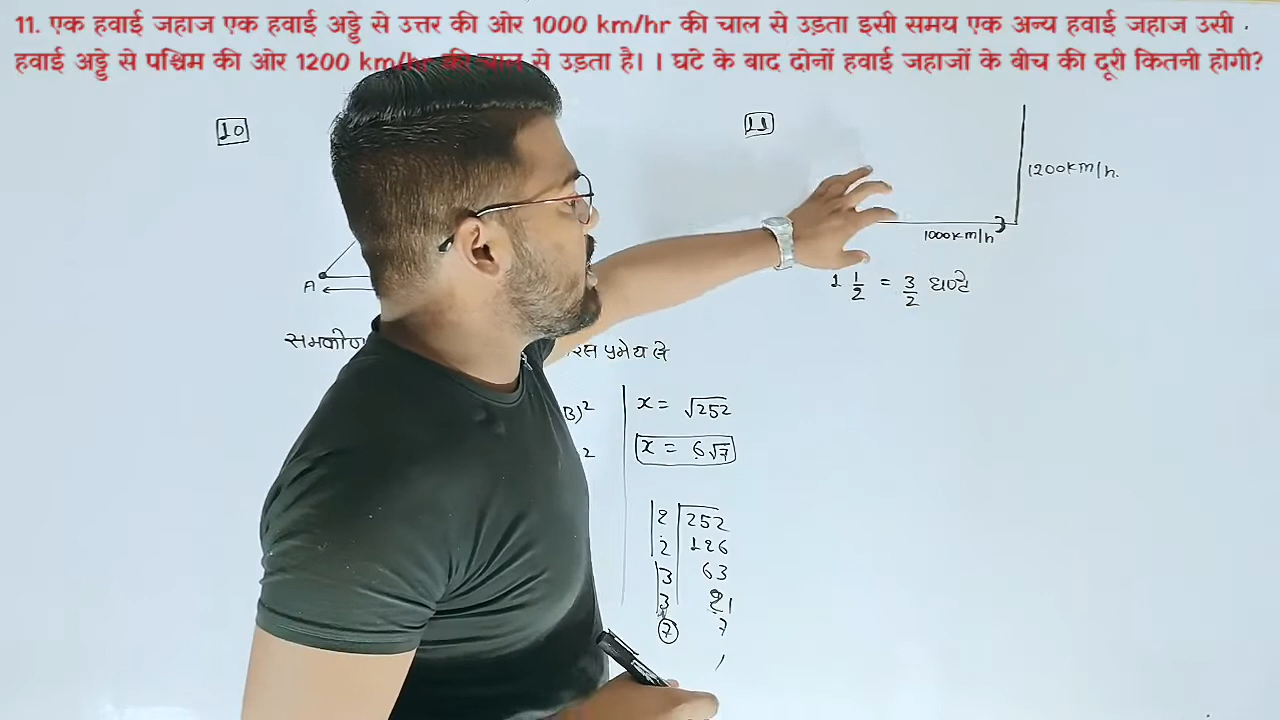 11. एक हवाई जहाज एक हवाई अड्डे से उत्तर की ओर 1000 km/hr की चाल से उड़ता इसी समय एक अन्य हवाई जहाज उसी
हवाई अड्डे से पश्चिम की ओर 1200 km/hr की चाल से उड़ता है। । घटे के बाद दोनों हवाई जहाजों के बीच की दूरी कितनी होगी?
10
11
1200km/h.
1000km/h
1 1/2 = 3/2 घण्टे
A
समकोण
प्रमेय से
B)²
x = √252
2
x = 6√7
2 252
2 126
3 63
3 21
7 7